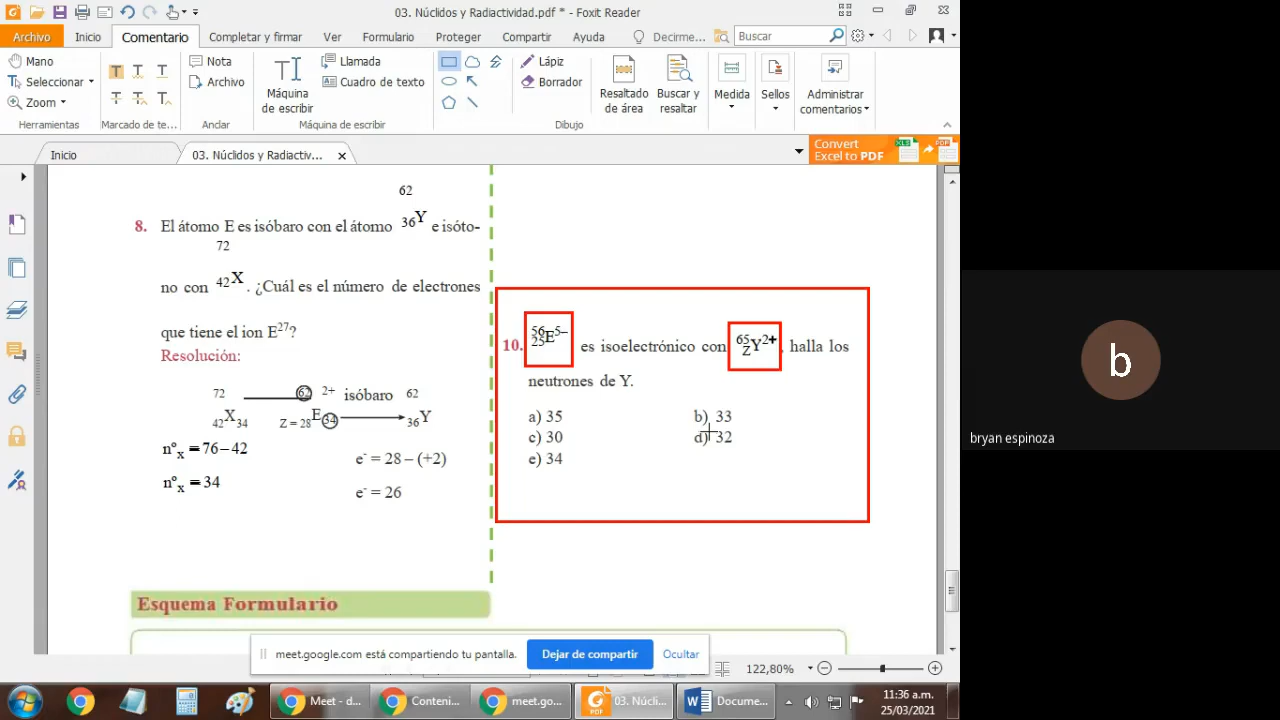 03. Núclidos y Radiactividad.pdf * - Foxit Reader
Archivo Inicio Comentario Completar y firmar Ver Formulario Proteger Compartir Ayuda Decirme... Buscar
Mano
Seleccionar
Zoom
Herramientas
Marcado de te...
Nota
Archivo
Anclar
Máquina de escribir
Llamada
Cuadro de texto
Máquina de escribir
Lápiz
Borrador
Dibujo
Resaltado de área
Buscar y resaltar
Medida
Sellos
Administrar comentarios
Inicio
03. Núclidos y Radiactiv...
Convert
Excel to PDF
62
8. El átomo E es isóbaro con el átomo 36Y e isóto-
72
no con 42X . ¿Cuál es el número de electrones
que tiene el ion E27?
Resolución:
72 62 2+ isóbaro 62
42X34 Z = 28E34 36Y
n°x = 76 – 42
e- = 28 – (+2)
n°x = 34
e- = 26
10. 56 25E5– es isoelectrónico con 65 ZY2+, halla los
neutrones de Y.
a) 35 b) 33
c) 30 d) 32
e) 34
Esquema Formulario
meet.google.com está compartiendo tu pantalla. Dejar de compartir Ocultar
122,80%
b
bryan espinoza
Meet - d... Conteni... meet.go... 03. Núcli... Docume...
11:36 a.m.
25/03/2021